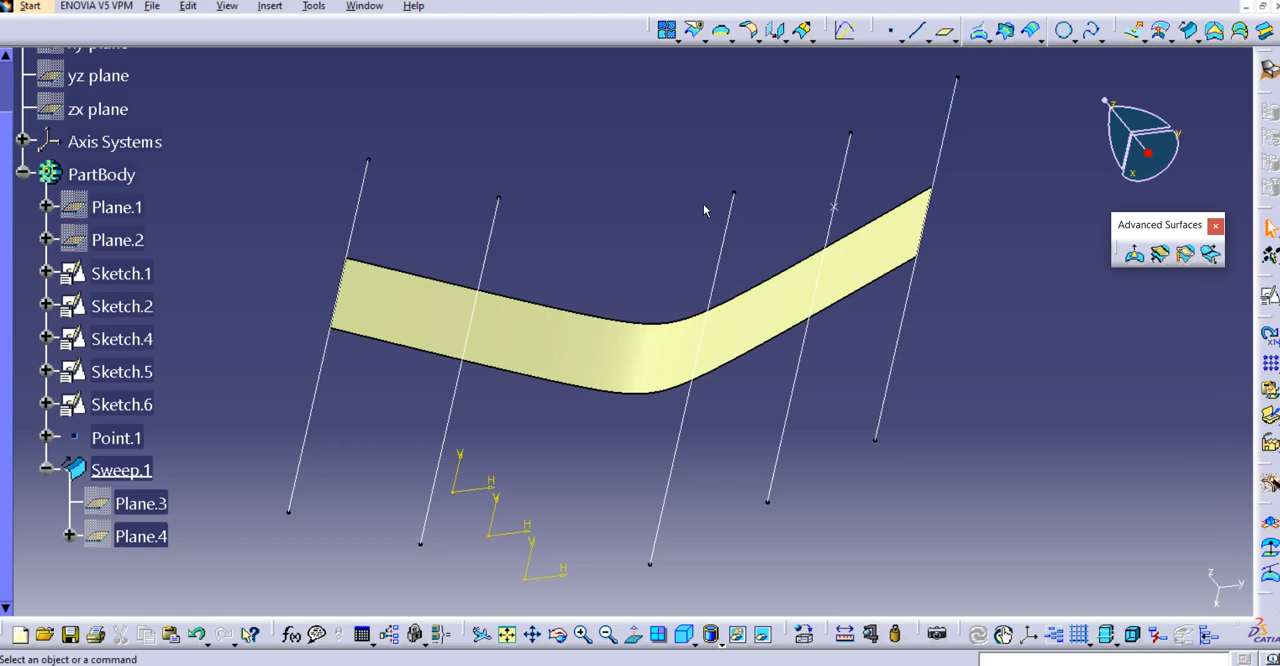 Start ENOVIA V5 VPM File Edit View Insert Tools Window Help
yz plane
zx plane
Axis Systems
PartBody
Plane.1
Plane.2
Sketch.1
Sketch.2
Sketch.4
Sketch.5
Sketch.6
Point.1
Sweep.1
Plane.3
Plane.4
V
H
V
H
V
H
z
y
x
Advanced Surfaces
z
y
x
f(x)
CATIA
Select an object or a command